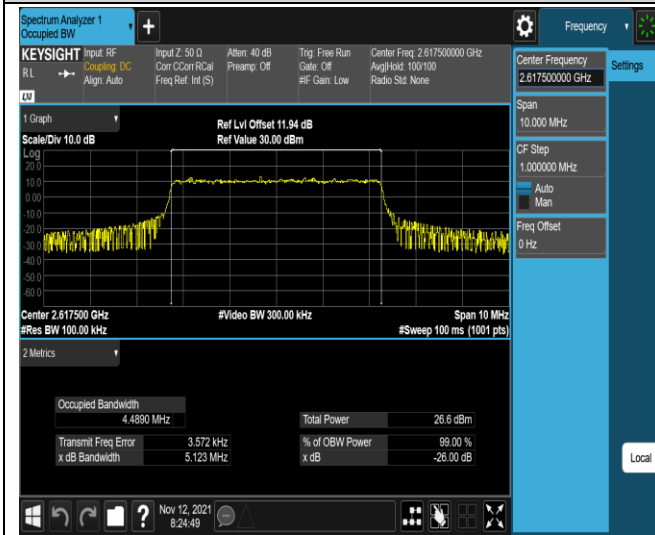 Spectrum Analyzer 1
Occupied BW
+
Frequency
KEYSIGHT
RL
LXI
Input: RF
Coupling: DC
Align: Auto
Input Z: 50 Ω
Corr CCorr RCal
Freq Ref: Int (S)
Atten: 40 dB
Preamp: Off
Trig: Free Run
Gate: Off
#IF Gain: Low
Center Freq: 2.617500000 GHz
Avg|Hold: 100/100
Radio Std: None
Center Frequency
2.617500000 GHz
Settings
Span
10.000 MHz
CF Step
1.000000 MHz
Auto
Man
Freq Offset
0 Hz
1 Graph
Scale/Div 10.0 dB
Ref Lvl Offset 11.94 dB
Ref Value 30.00 dBm
Log
20.0
10.0
0.00
-10.0
-20.0
-30.0
-40.0
-50.0
-60.0
Center 2.617500 GHz
#Video BW 300.00 kHz
Span 10 MHz
#Res BW 100.00 kHz
#Sweep 100 ms (1001 pts)
2 Metrics
Occupied Bandwidth
4.4890 MHz
Total Power 26.6 dBm
Transmit Freq Error 3.572 kHz
% of OBW Power 99.00 %
x dB Bandwidth 5.123 MHz
x dB -26.00 dB
Local
?
Nov 12, 2021
8:24:49